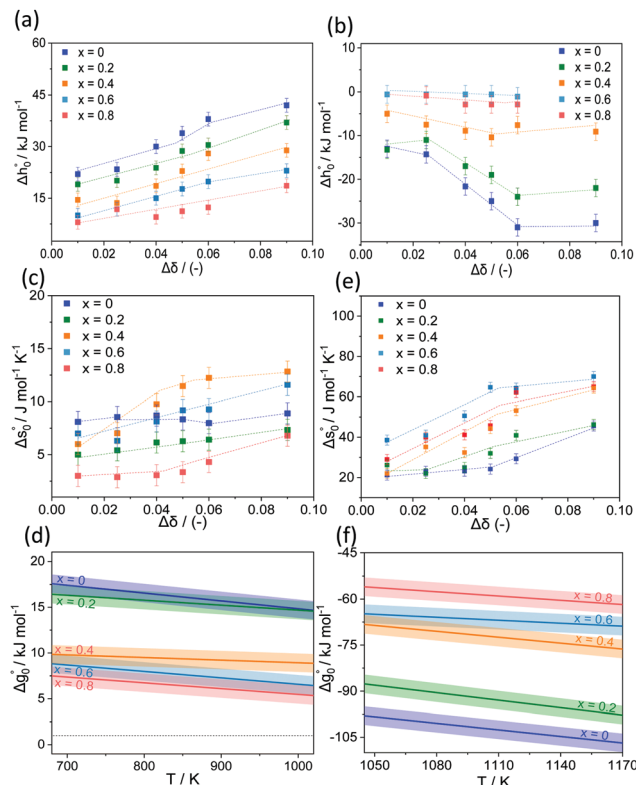 (a)
60
45
30
15
Δh°₀ / kJ mol⁻¹
x = 0
x = 0.2
x = 0.4
x = 0.6
x = 0.8
0.00 0.02 0.04 0.06 0.08 0.10
Δδ / (-)
(b)
10
0
-10
-20
-30
Δh°₀ / kJ mol⁻¹
x = 0
x = 0.2
x = 0.4
x = 0.6
x = 0.8
0.00 0.02 0.04 0.06 0.08 0.10
Δδ / (-)
(c)
20
15
10
5
Δs°₀ / J mol⁻¹ K⁻¹
x = 0
x = 0.2
x = 0.4
x = 0.6
x = 0.8
0.00 0.02 0.04 0.06 0.08 0.10
Δδ / (-)
(e)
100
80
60
40
20
Δs°₀ / J mol⁻¹ K⁻¹
x = 0
x = 0.2
x = 0.4
x = 0.6
x = 0.8
0.00 0.02 0.04 0.06 0.08 0.10
Δδ (-)
(d)
20
15
10
5
0
Δg°₀ / kJ mol⁻¹
x = 0
x = 0.2
x = 0.4
x = 0.6
x = 0.8
700 800 900 1000
T / K
(f)
-45
-60
-75
-90
-105
Δg°₀ / kJ mol⁻¹
x = 0.8
x = 0.6
x = 0.4
x = 0.2
x = 0
1050 1080 1110 1140 1170
T / K